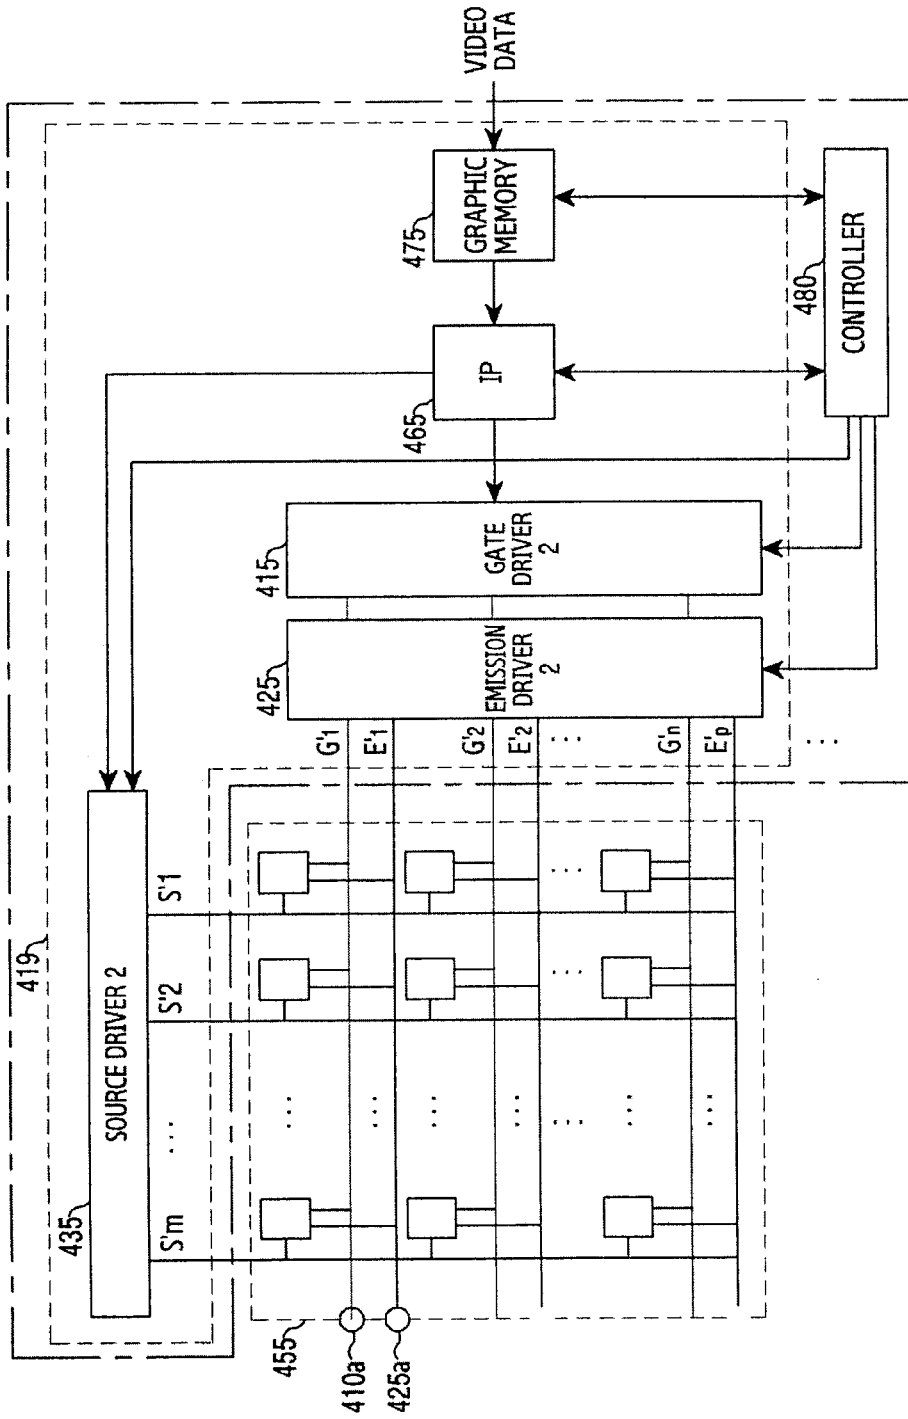 VIDEO
DATA
475
GRAPHIC
MEMORY
465
IP
480
CONTROLLER
415
GATE
DRIVER
2
425
EMISSION
DRIVER
2
419
435
SOURCE DRIVER 2
S'm
...
S'2
S'1
G'1
E'1
G'2
E'2
...
G'n
E'p
...
455
410a
425a